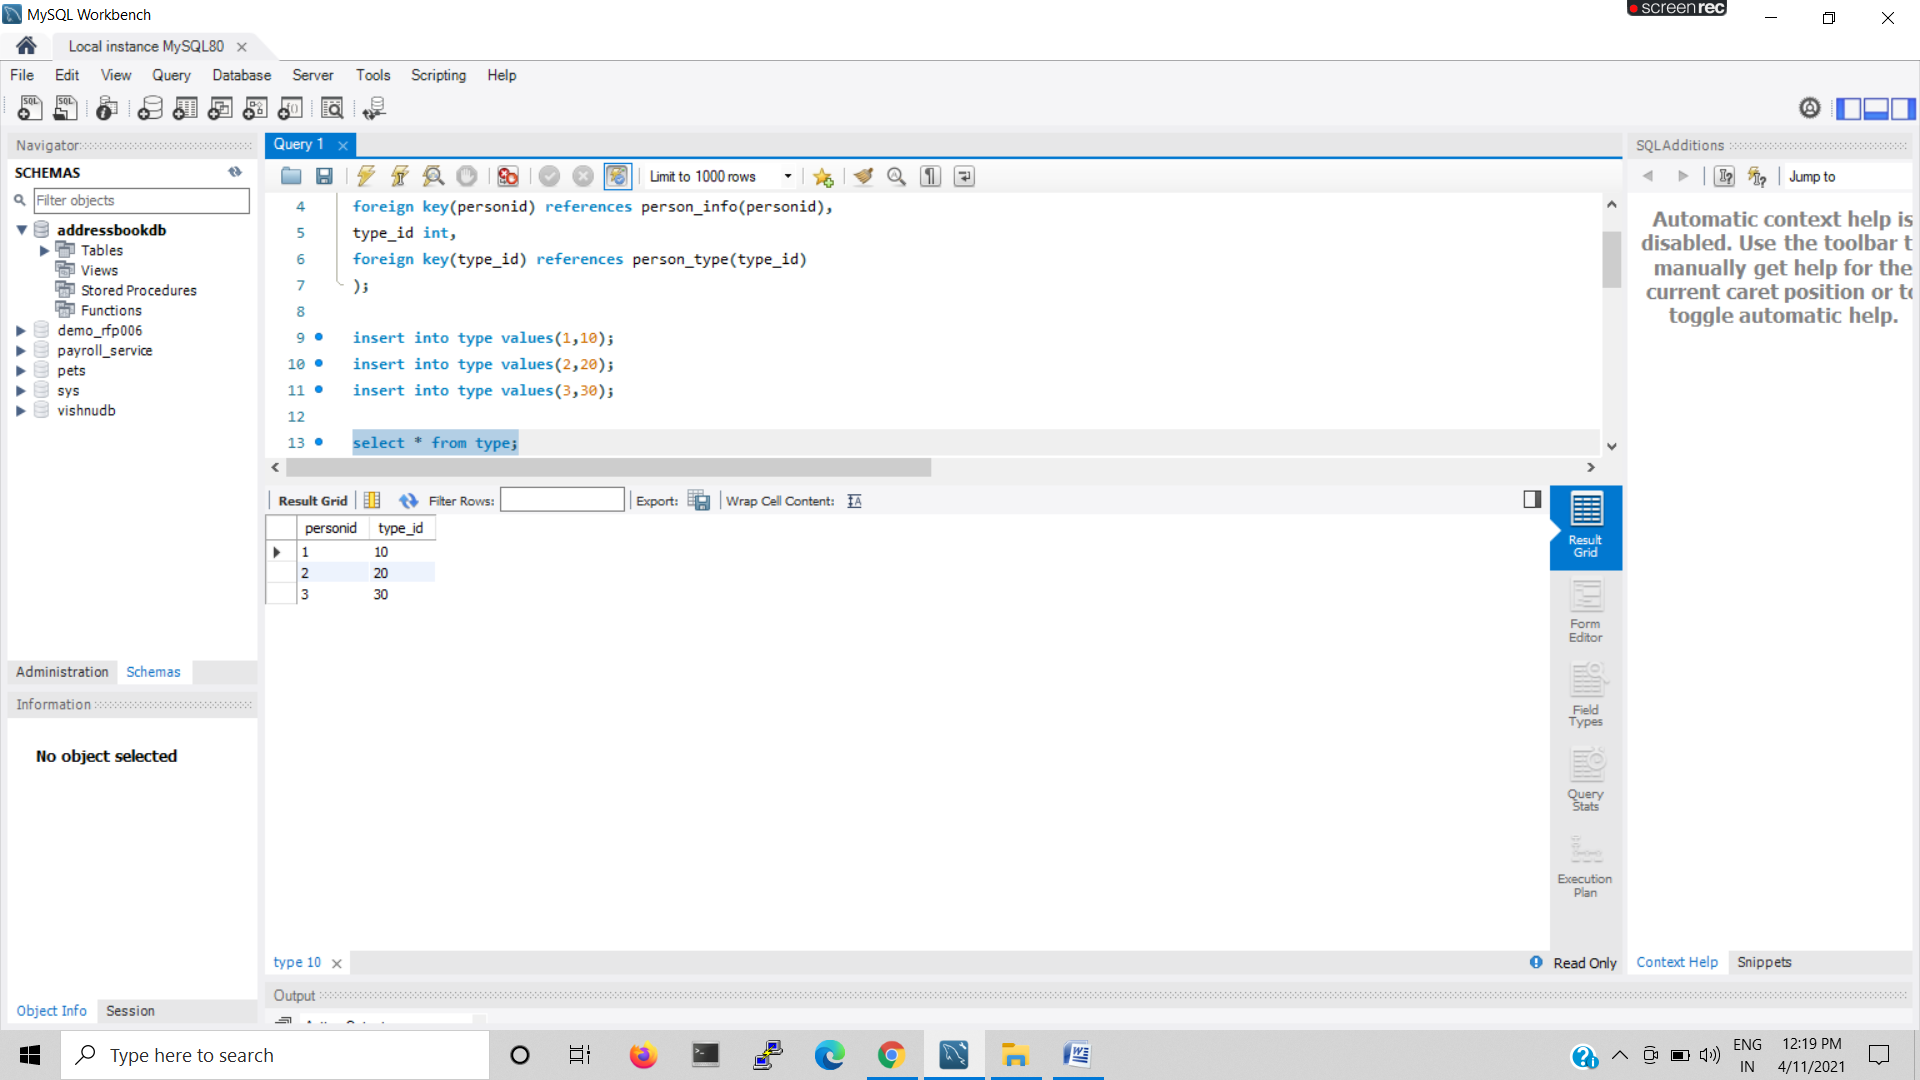 MySQL Workbench
screenrec
Local instance MySQL80
File Edit View Query Database Server Tools Scripting Help
Navigator
SCHEMAS
Filter objects
addressbookdb
Tables
Views
Stored Procedures
Functions
demo_rfp006
payroll_service
pets
sys
vishnudb
Administration Schemas
Information
No object selected
Object Info Session
Query 1
Limit to 1000 rows
4 foreign key(personid) references person_info(personid),
5 type_id int,
6 foreign key(type_id) references person_type(type_id)
7 );
8
9 insert into type values(1,10);
10 insert into type values(2,20);
11 insert into type values(3,30);
12
13 select * from type;
Result Grid Filter Rows: Export: Wrap Cell Content:
personid type_id
1 10
2 20
3 30
Result
Grid
Form
Editor
Field
Types
Query
Stats
Execution
Plan
type 10
Read Only
Output
SQLAdditions
Jump to
Automatic context help is
disabled. Use the toolbar t
manually get help for the
current caret position or to
toggle automatic help.
Context Help Snippets
Type here to search
ENG
IN
12:19 PM
4/11/2021